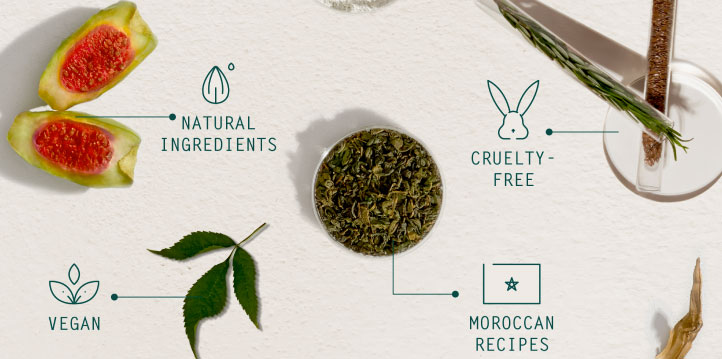 NATURAL
INGREDIENTS
CRUELTY-
FREE
VEGAN
MOROCCAN
RECIPES